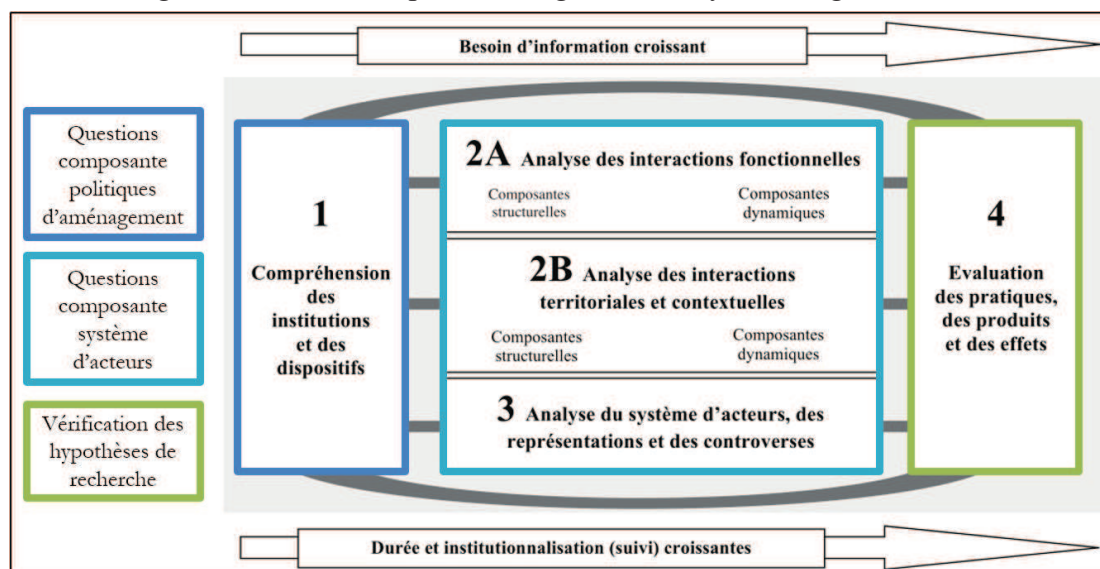 Besoin d'information croissant
Questions
composante
politiques
d'aménagement
Questions
composante
système
d'acteurs
Vérification des
hypothèses de
recherche
1
Compréhension
des
institutions
et des
dispositifs
2A Analyse des interactions fonctionnelles
Composantes
structurelles
Composantes
dynamiques
2B Analyse des interactions
territoriales et contextuelles
Composantes
structurelles
Composantes
dynamiques
3 Analyse du système d'acteurs, des
représentations et des controverses
4
Evaluation
des pratiques,
des produits
et des effets
Durée et institutionnalisation (suivi) croissantes